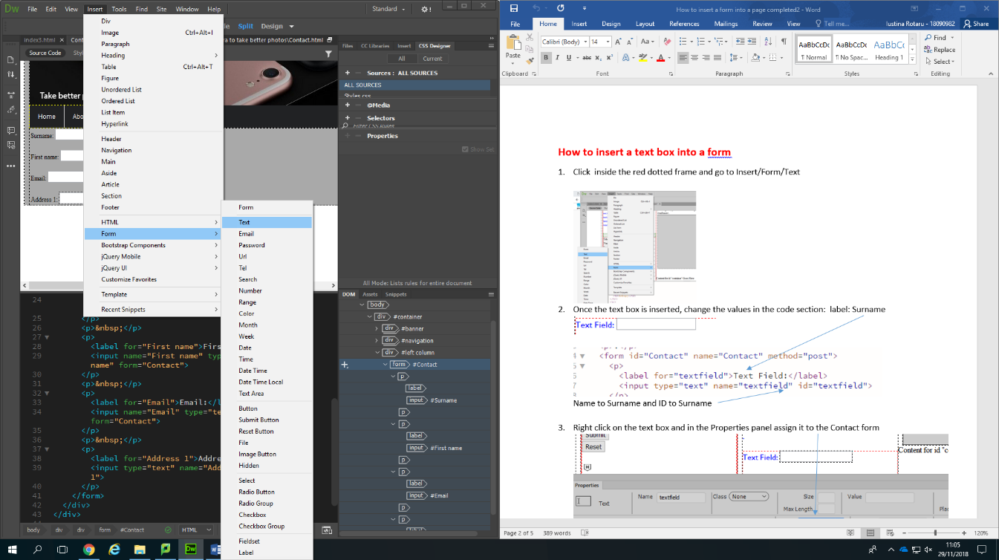 Dw File Edit View Insert Tools Find Site Window Help
Standard
index3.html × Cont
a to take better photos\Contact.html
Split Design
Source Code Styl
Take better p
Home Abo
Surname:
First name:
Email:
Address 1:
Div
Image Ctrl+Alt+I
Paragraph
Heading
Table Ctrl+Alt+T
Figure
Unordered List
Ordered List
List Item
Hyperlink
Header
Navigation
Main
Aside
Article
Section
Footer
HTML
Form
Bootstrap Components
jQuery Mobile
jQuery UI
Customize Favorites
Template
Recent Snippets
Form
Text
Email
Password
Url
Tel
Search
Number
Range
Color
Month
Week
Date
Time
Date Time
Date Time Local
Text Area
Button
Submit Button
Reset Button
File
Image Button
Hidden
Select
Radio Button
Radio Group
Checkbox
Checkbox Group
Fieldset
Label
24
25 </p>
26 <p>&nbsp;</p>
27 <p>
28 <label for="First name">Firs
29 <input name="First name" typ
name" form="Contact">
30 </p>
31 <p>&nbsp;</p>
32 <p>
33 <label for="Email">Email:</l
34 <input name="Email" type="te
form="Contact">
35 </p>
36 <p>&nbsp;</p>
37 <p>
38 <label for="Address 1">Addre
39 <input type="text" name="Add
1">
40 </p>
41 </form>
42 </div>
43 </div>
body div div form #Contact HTML
Files CC Libraries Insert CSS Designer
All Current
Sources : ALL SOURCES
ALL SOURCES
Styles.css
@Media
Selectors
Filter CSS Rules
Properties
Show Set
All Mode: Lists rules for entire document
DOM Assets Snippets
body
div #container
div #banner
div #navigation
div #left column
form #Contact
p
label
input #Surname
p
p
label
input #First name
p
p
label
input #Email
p
p
label
How to insert a form into a page completed2 - Word
File Home Insert Design Layout References Mailings Review View Tell me... Iustina Rotaru - 18090982 Share
Paste
Calibri (Body) 14
B I U abc x₂ x²
AaBbCcDc AaBbCcDc AaBbCc
¶ Normal ¶ No Spac... Heading 1
Find
Replace
Select
Clipboard Font Paragraph Styles Editing
How to insert a text box into a form
1. Click inside the red dotted frame and go to Insert/Form/Text
2. Once the text box is inserted, change the values in the code section: label: Surname
Text Field:
<form id="Contact" name="Contact" method="post">
<p>
<label for="textfield">Text Field:</label>
<input type="text" name="textfield" id="textfield">
</p>
Name to Surname and ID to Surname
3. Right click on the text box and in the Properties panel assign it to the Contact form
Submit
Reset
Text Field:
Content for id "c
Properties
Text
Name textfield Class None Size Value
Max Length Plac
Page 2 of 5 389 words 120%
11:05
29/11/2018